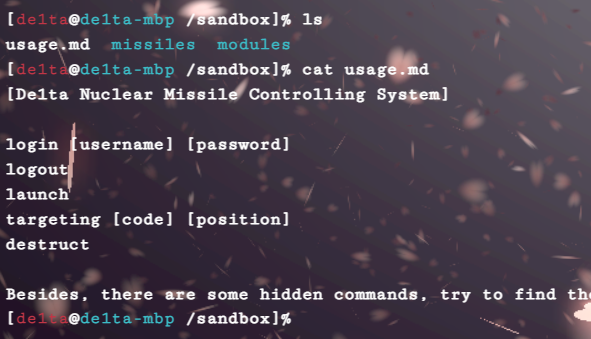 [de1ta@de1ta-mbp /sandbox]% ls
usage.md missiles modules
[de1ta@de1ta-mbp /sandbox]% cat usage.md
[De1ta Nuclear Missile Controlling System]
login [username] [password]
logout
launch
targeting [code] [position]
destruct
Besides, there are some hidden commands, try to find
[de1ta@de1ta-mbp /sandbox]%